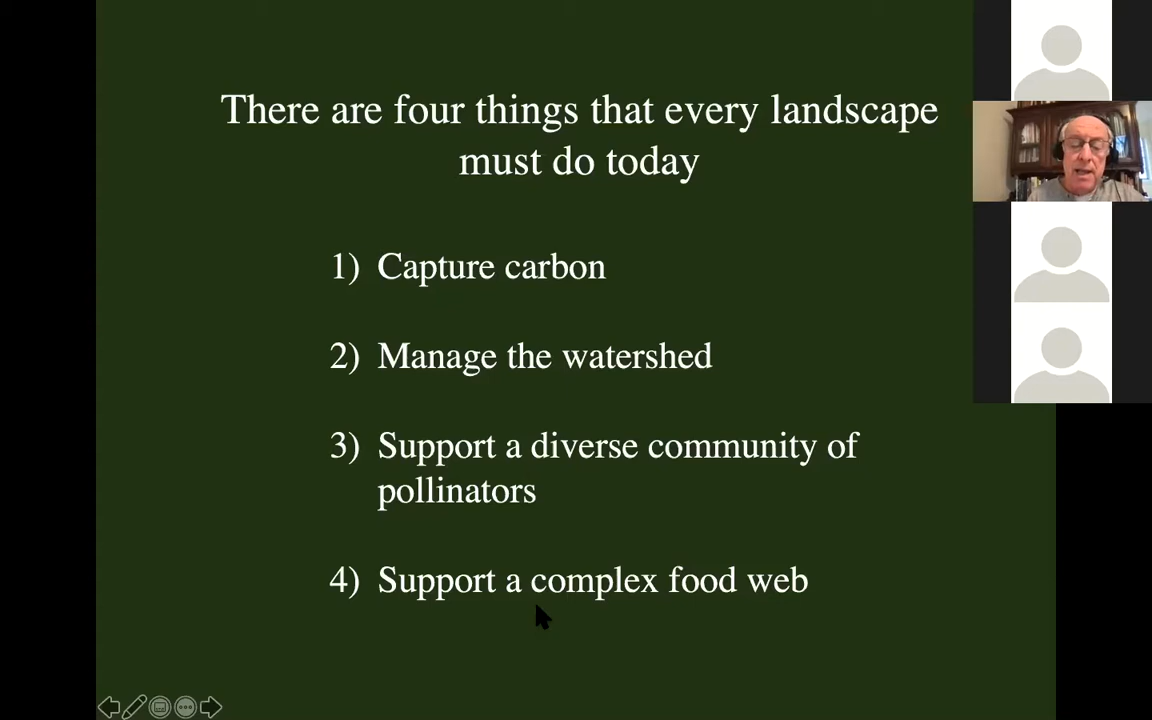 There are four things that every landscape
must do today
1) Capture carbon
2) Manage the watershed
3) Support a diverse community of
pollinators
4) Support a complex food web